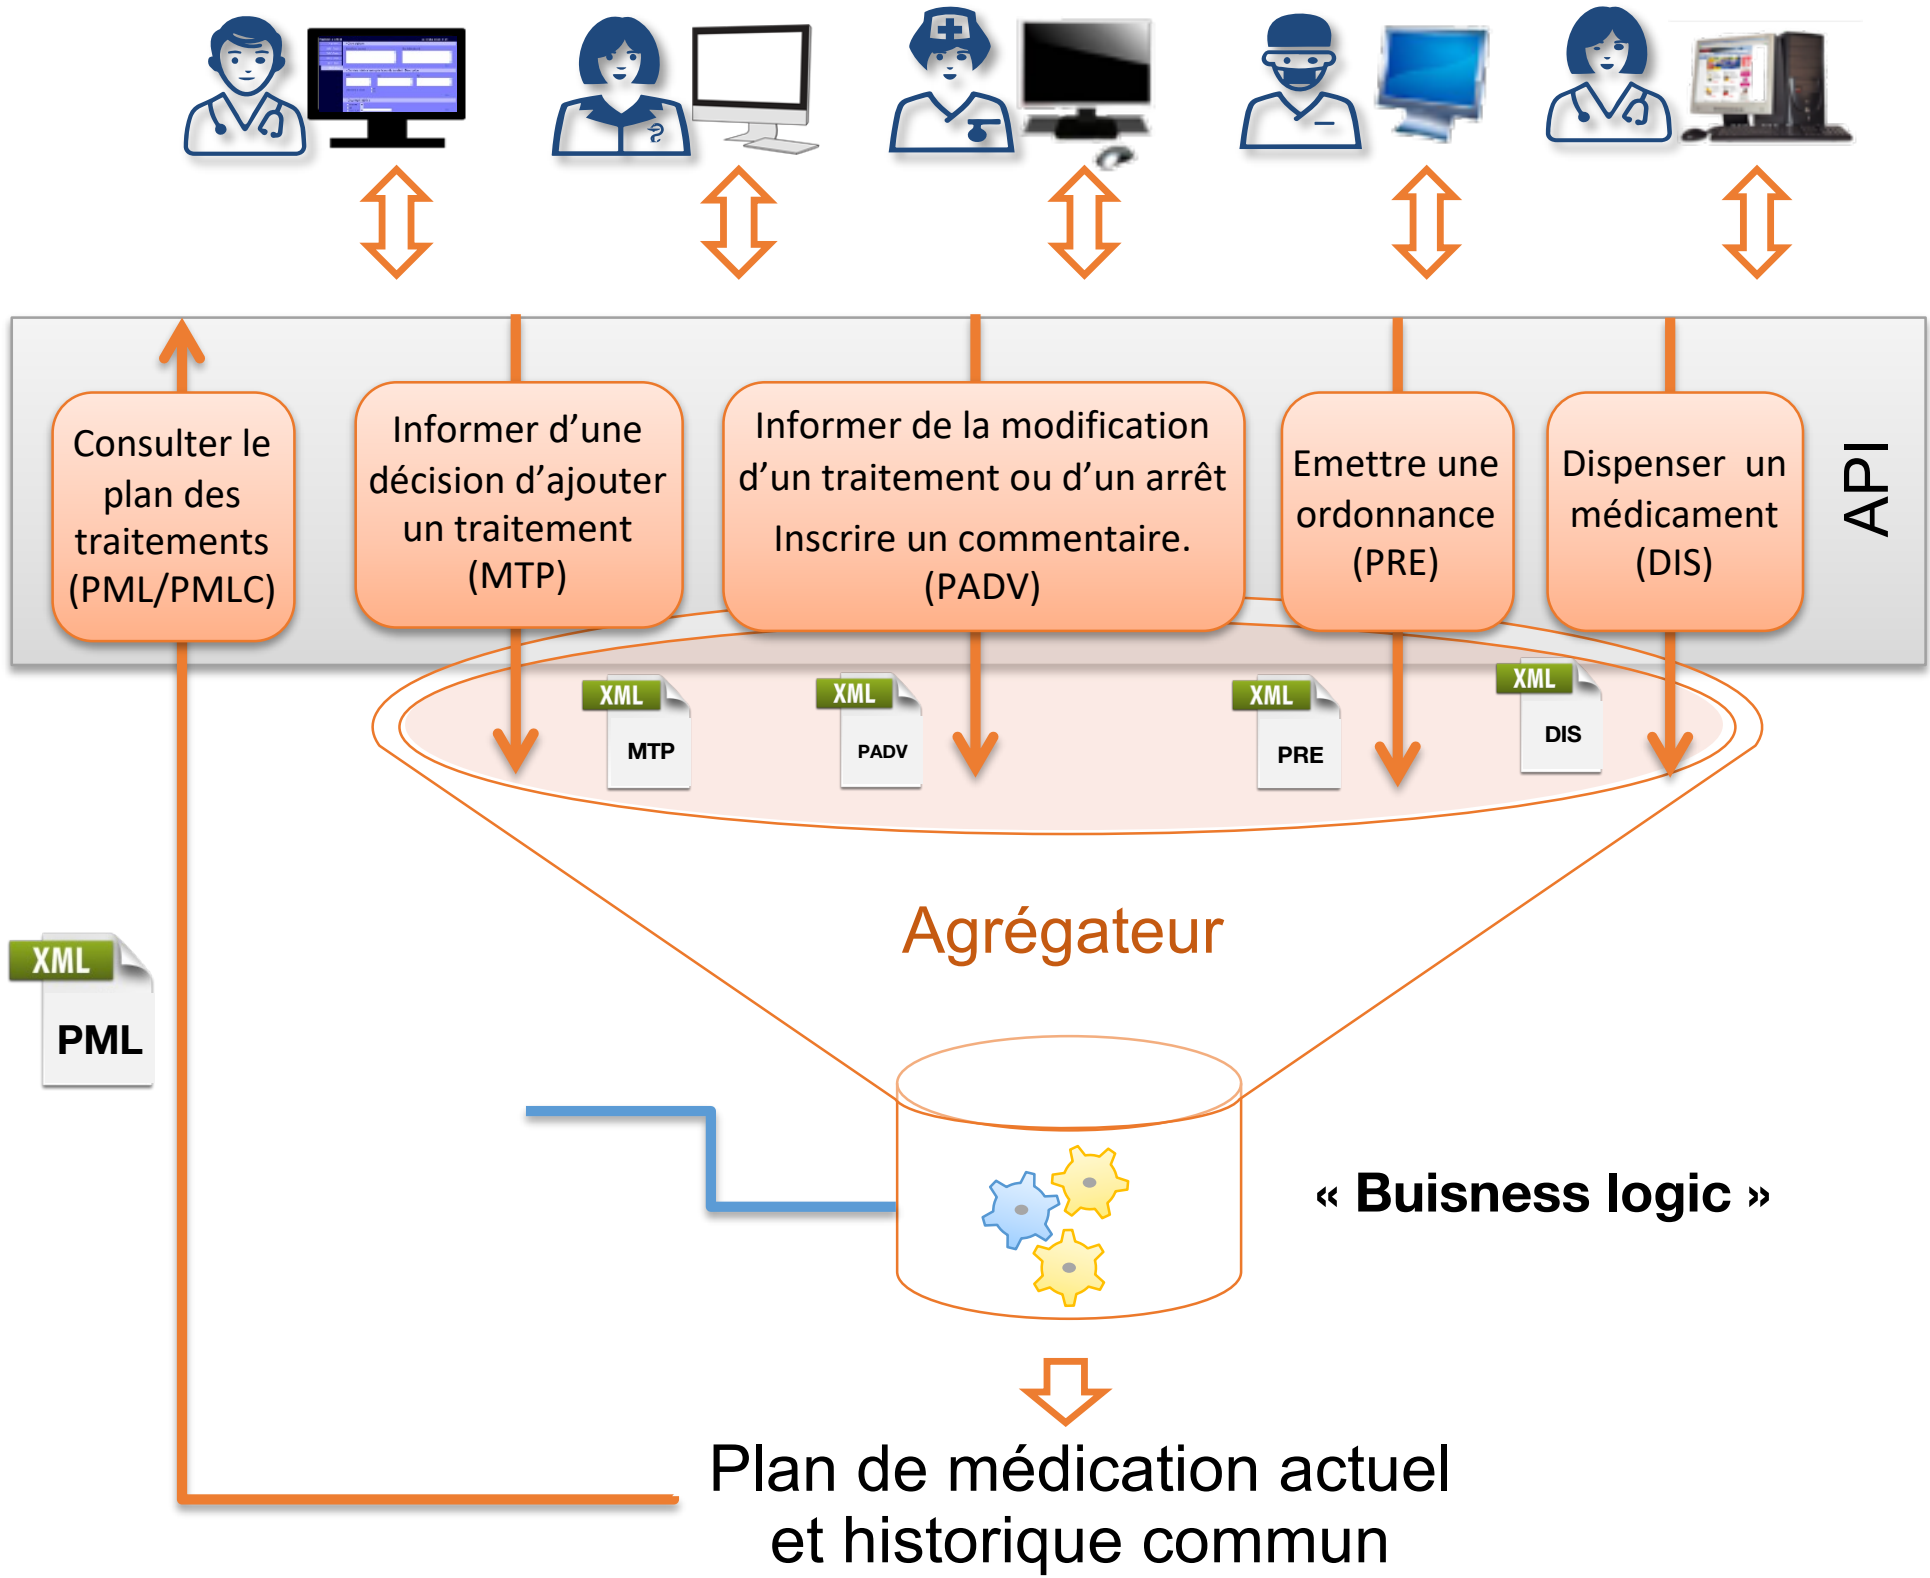 Consulter le
plan des
traitements
(PML/PMLC)
Informer d’une
décision d’ajouter
un traitement
(MTP)
Informer de la modification
d’un traitement ou d’un arrêt
Inscrire un commentaire.
(PADV)
Emettre une
ordonnance
(PRE)
Dispenser un
médicament
(DIS)
API
XML
MTP
XML
PADV
XML
PRE
XML
DIS
Agrégateur
XML
PML
« Buisness logic »
Plan de médication actuel
et historique commun